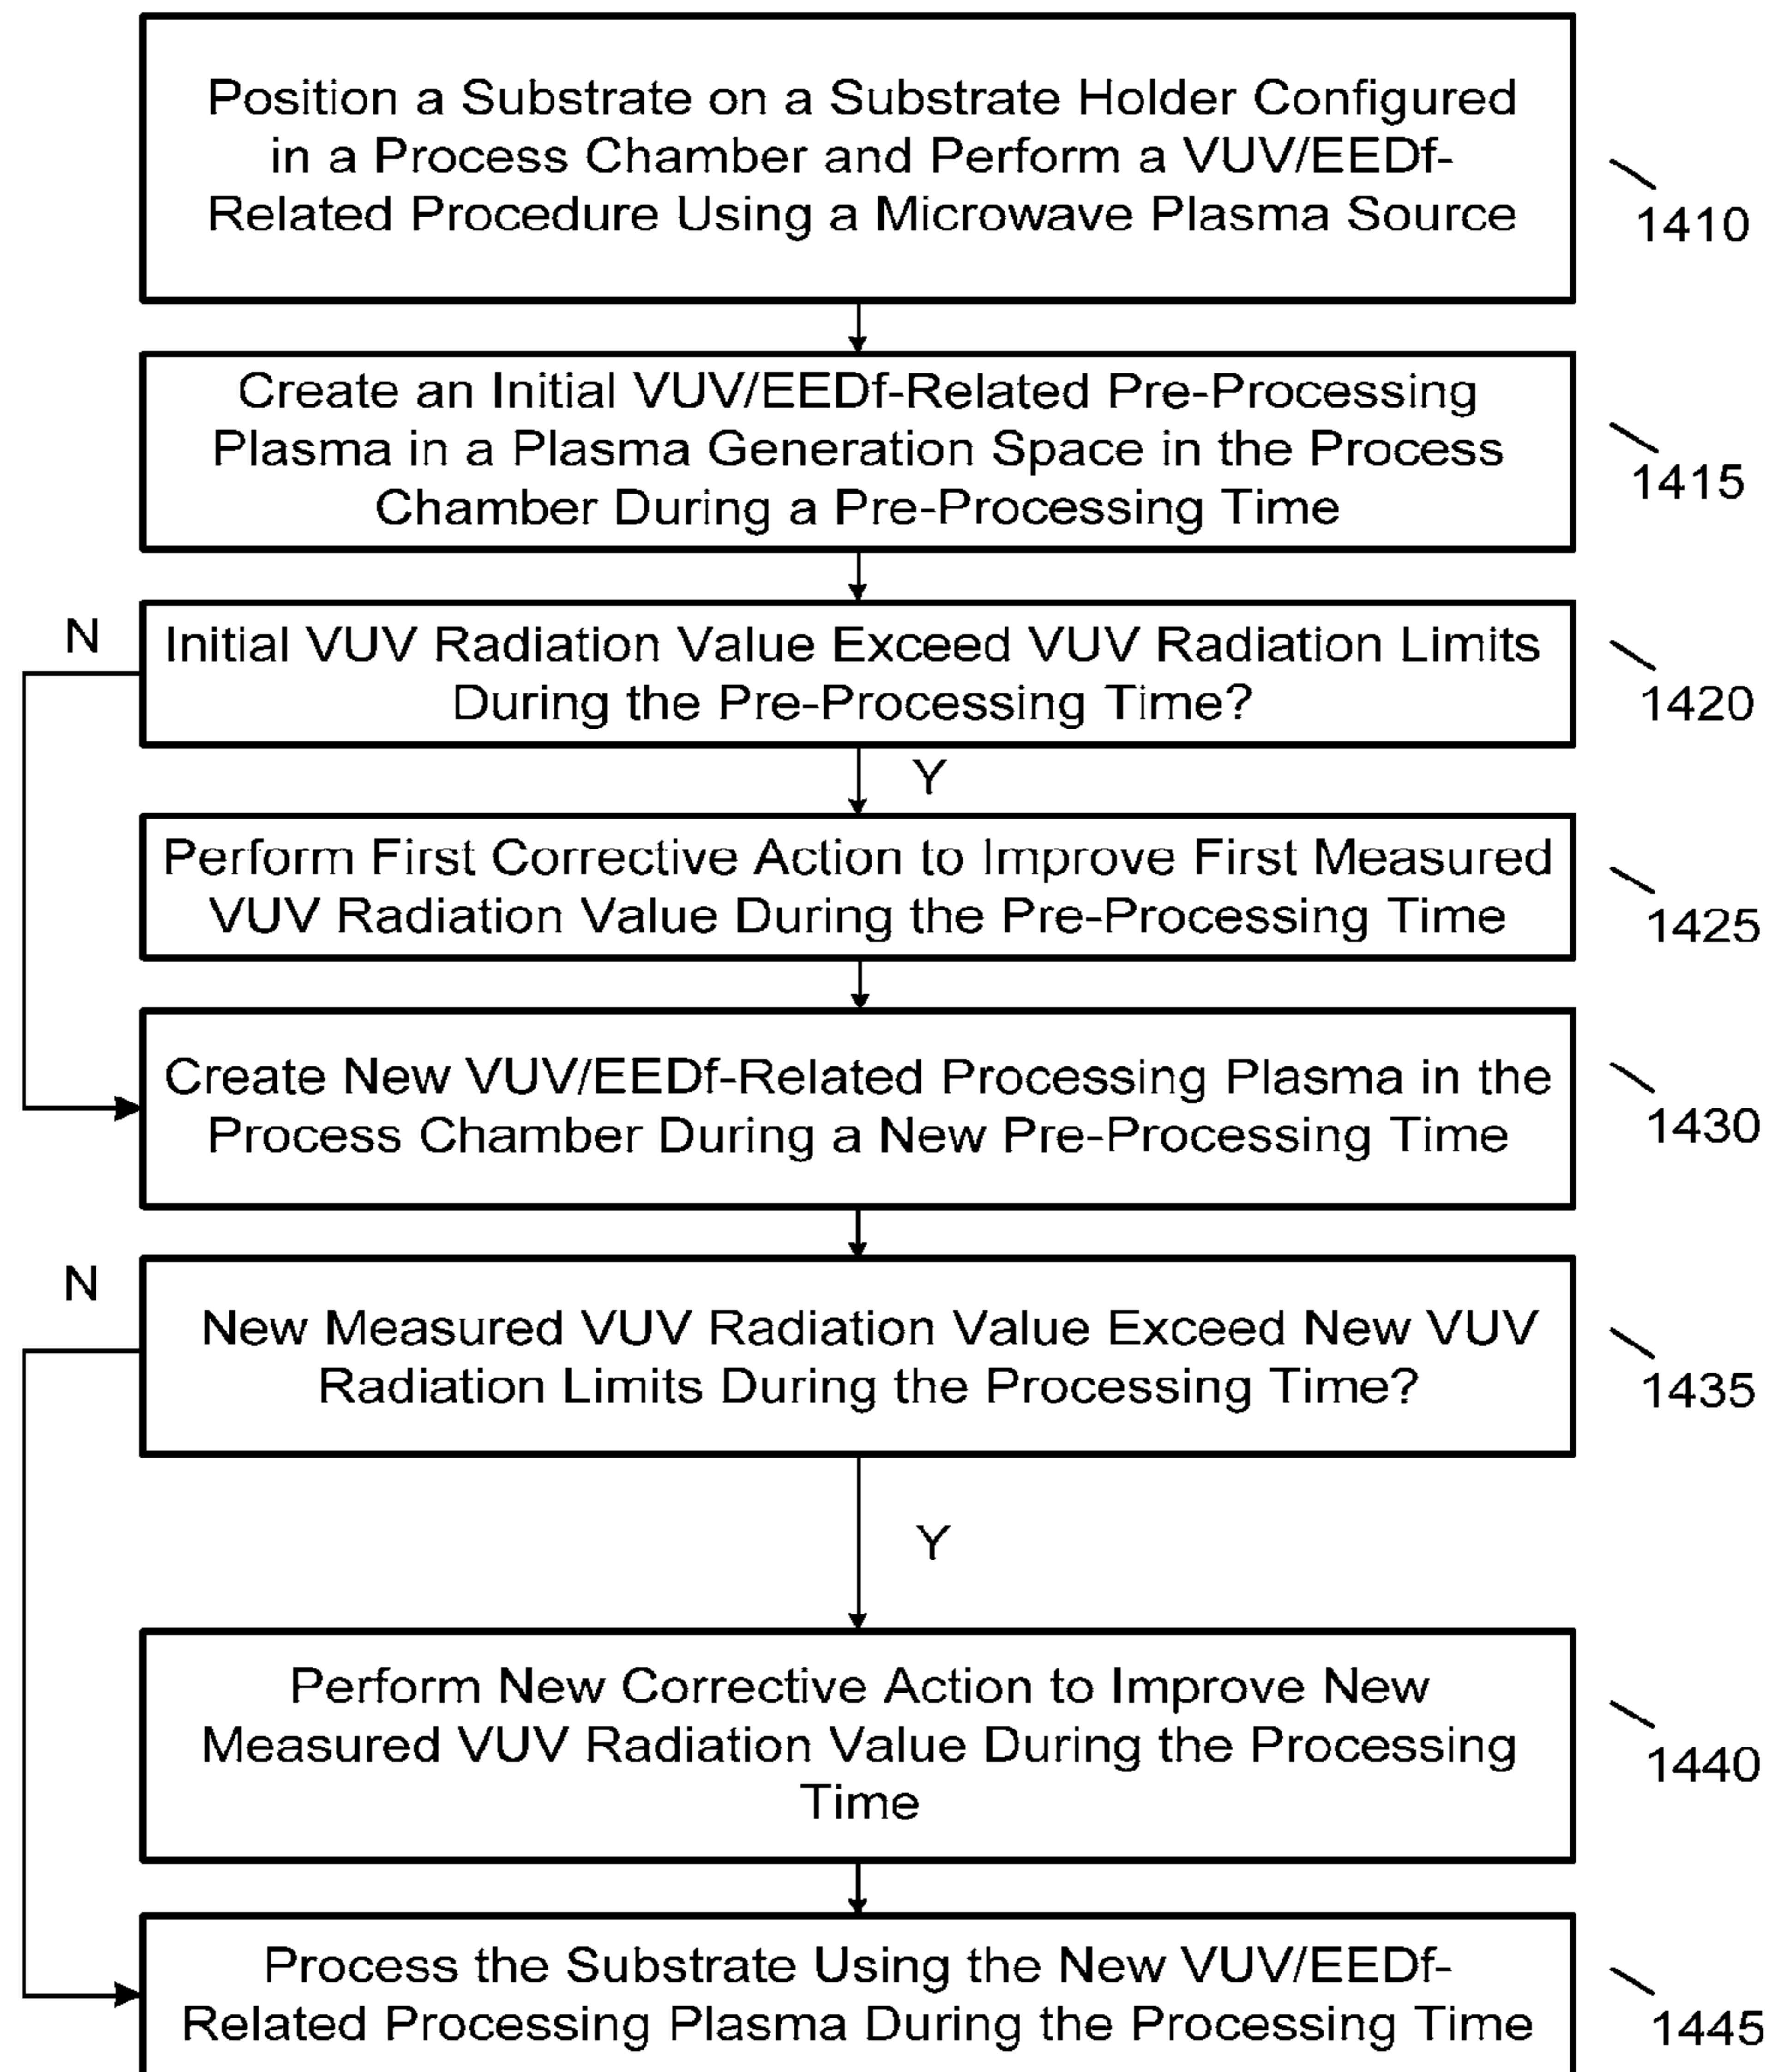 Position a Substrate on a Substrate Holder Configured
in a Process Chamber and Perform a VUV/EEDf-
Related Procedure Using a Microwave Plasma Source
1410
Create an Initial VUV/EEDf-Related Pre-Processing
Plasma in a Plasma Generation Space in the Process
Chamber During a Pre-Processing Time
1415
N
Initial VUV Radiation Value Exceed VUV Radiation Limits
During the Pre-Processing Time?
1420
Y
Perform First Corrective Action to Improve First Measured
VUV Radiation Value During the Pre-Processing Time
1425
Create New VUV/EEDf-Related Processing Plasma in the
Process Chamber During a New Pre-Processing Time
1430
N
New Measured VUV Radiation Value Exceed New VUV
Radiation Limits During the Processing Time?
1435
Y
Perform New Corrective Action to Improve New
Measured VUV Radiation Value During the Processing
Time
1440
Process the Substrate Using the New VUV/EEDf-
Related Processing Plasma During the Processing Time
1445